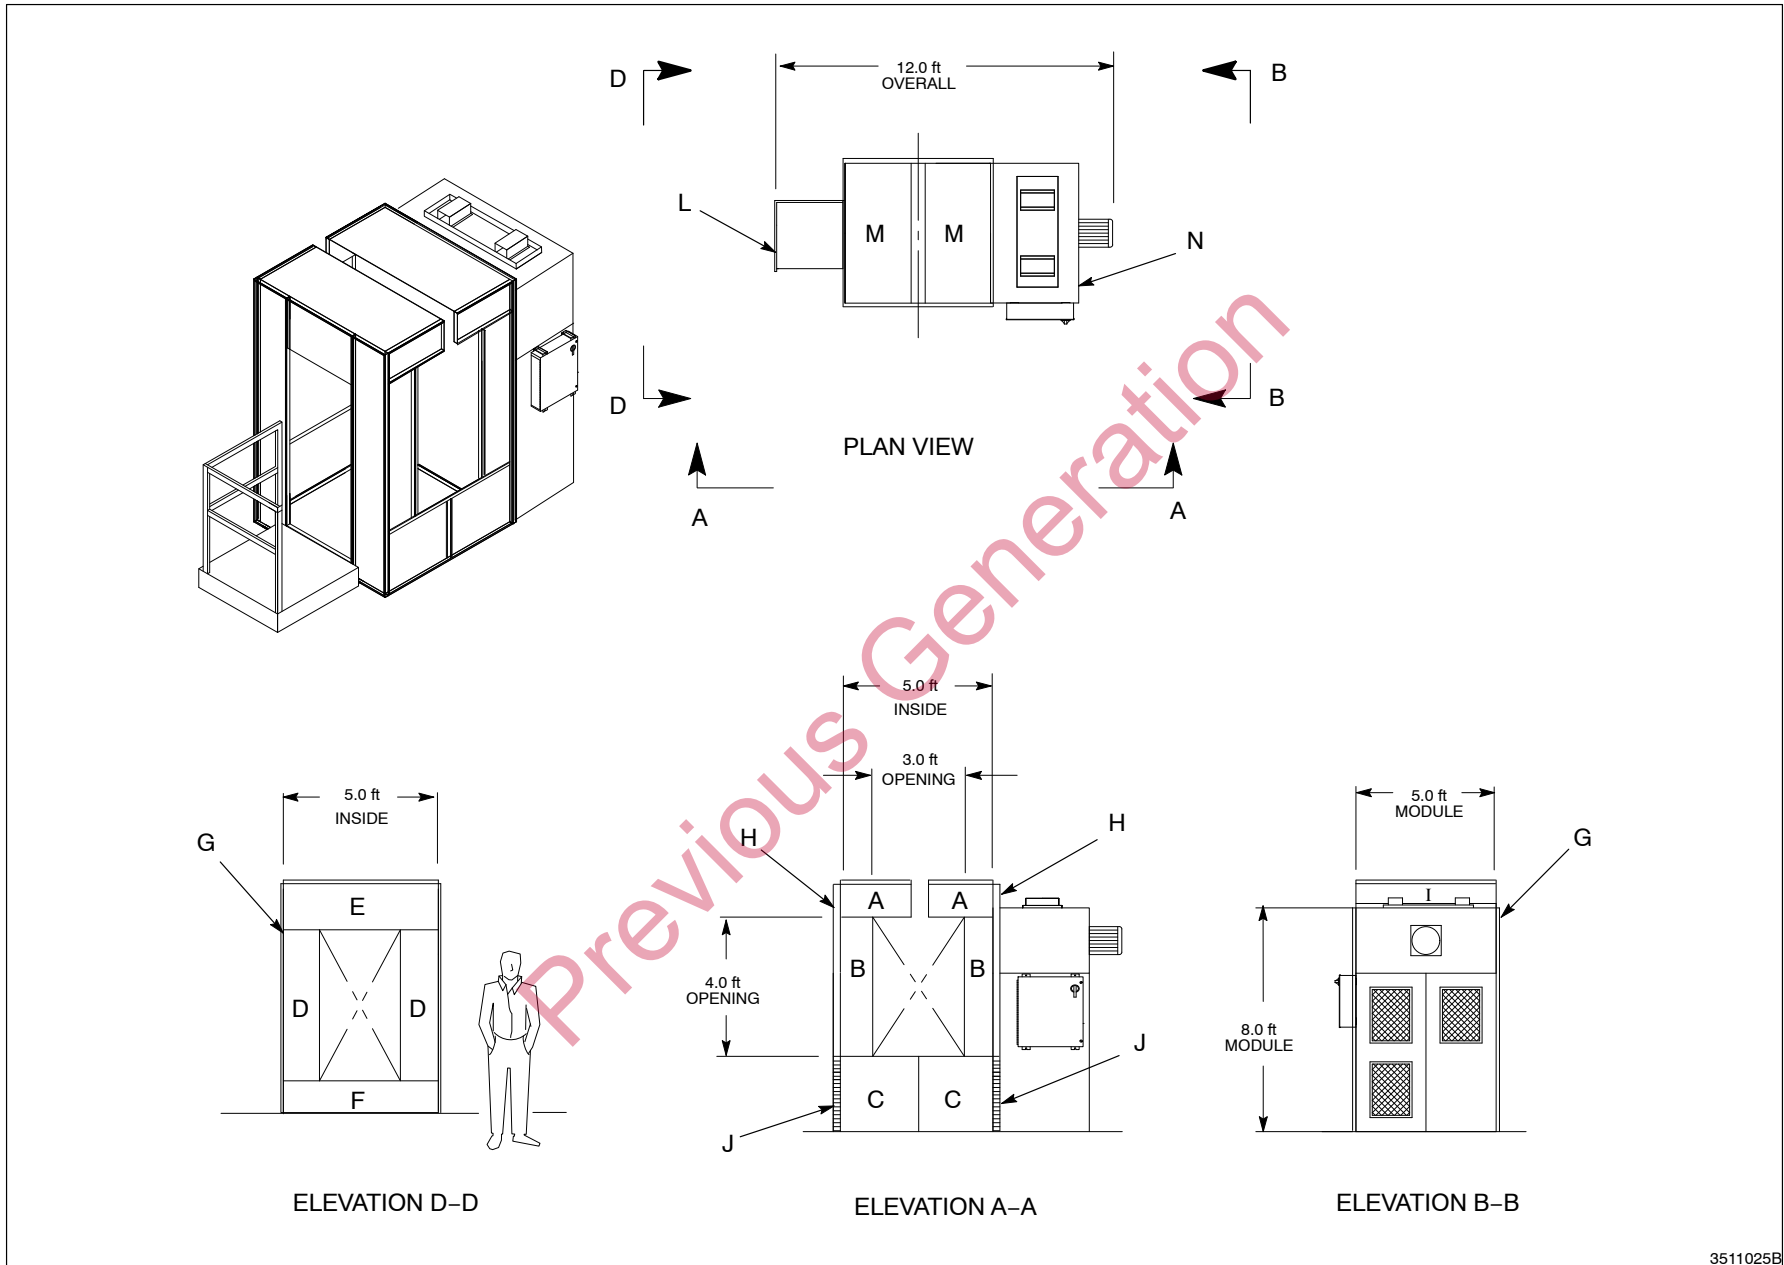 D
12.0 ft
OVERALL
B
L
M M
N
D
B
PLAN VIEW
A
A
Previous Generation
5.0 ft
INSIDE
3.0 ft
OPENING
5.0 ft
INSIDE
5.0 ft
MODULE
G
H
H
G
E
A A
I
D D
B B
4.0 ft
OPENING
8.0 ft
MODULE
F
C C
J
J
ELEVATION D–D
ELEVATION A–A
ELEVATION B–B
3511025B